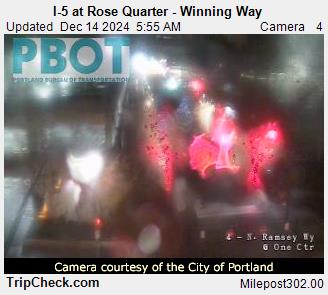 I-5 at Rose Quarter - Winning Way
Updated Dec 14 2024 5:55 AM Camera 4
PBOT
PORTLAND BUREAU OF TRANSPORTATION
4 - N. Ramsey Wy
@ One Ctr
Camera courtesy of the City of Portland
TripCheck.com Milepost302.00